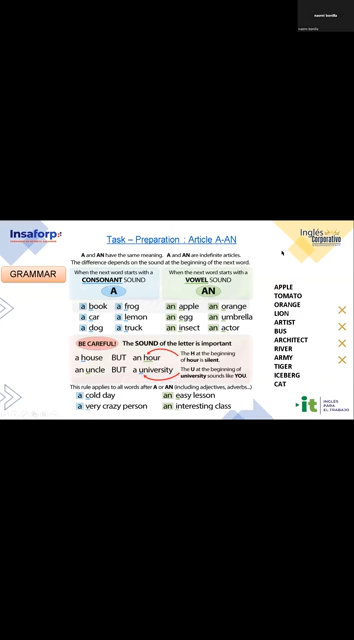 naomi bonilla
naomi bonilla
Insaforp
Inglés
Corporativo
Task – Preparation : Article A-AN
A and AN have the same meaning. A and AN are indefinite articles.
The difference depends on the sound at the beginning of the next word.
GRAMMAR
When the next word starts with a
CONSONANT SOUND
A
When the next word starts with a
VOWEL SOUND
AN
a book a frog
a car a lemon
a dog a truck
an apple an orange
an egg an umbrella
an insect an actor
BE CAREFUL! The SOUND of the letter is important
a house BUT an hour
The H at the beginning
of hour is silent.
an uncle BUT a university
The U at the beginning of
university sounds like YOU.
This rule applies to all words after A or AN (including adjectives, adverbs...)
a cold day an easy lesson
a very crazy person an interesting class
APPLE
TOMATO
ORANGE
LION
ARTIST
BUS
ARCHITECT
RIVER
ARMY
TIGER
ICEBERG
CAT
it
INGLÉS
PARA
EL TRABAJO